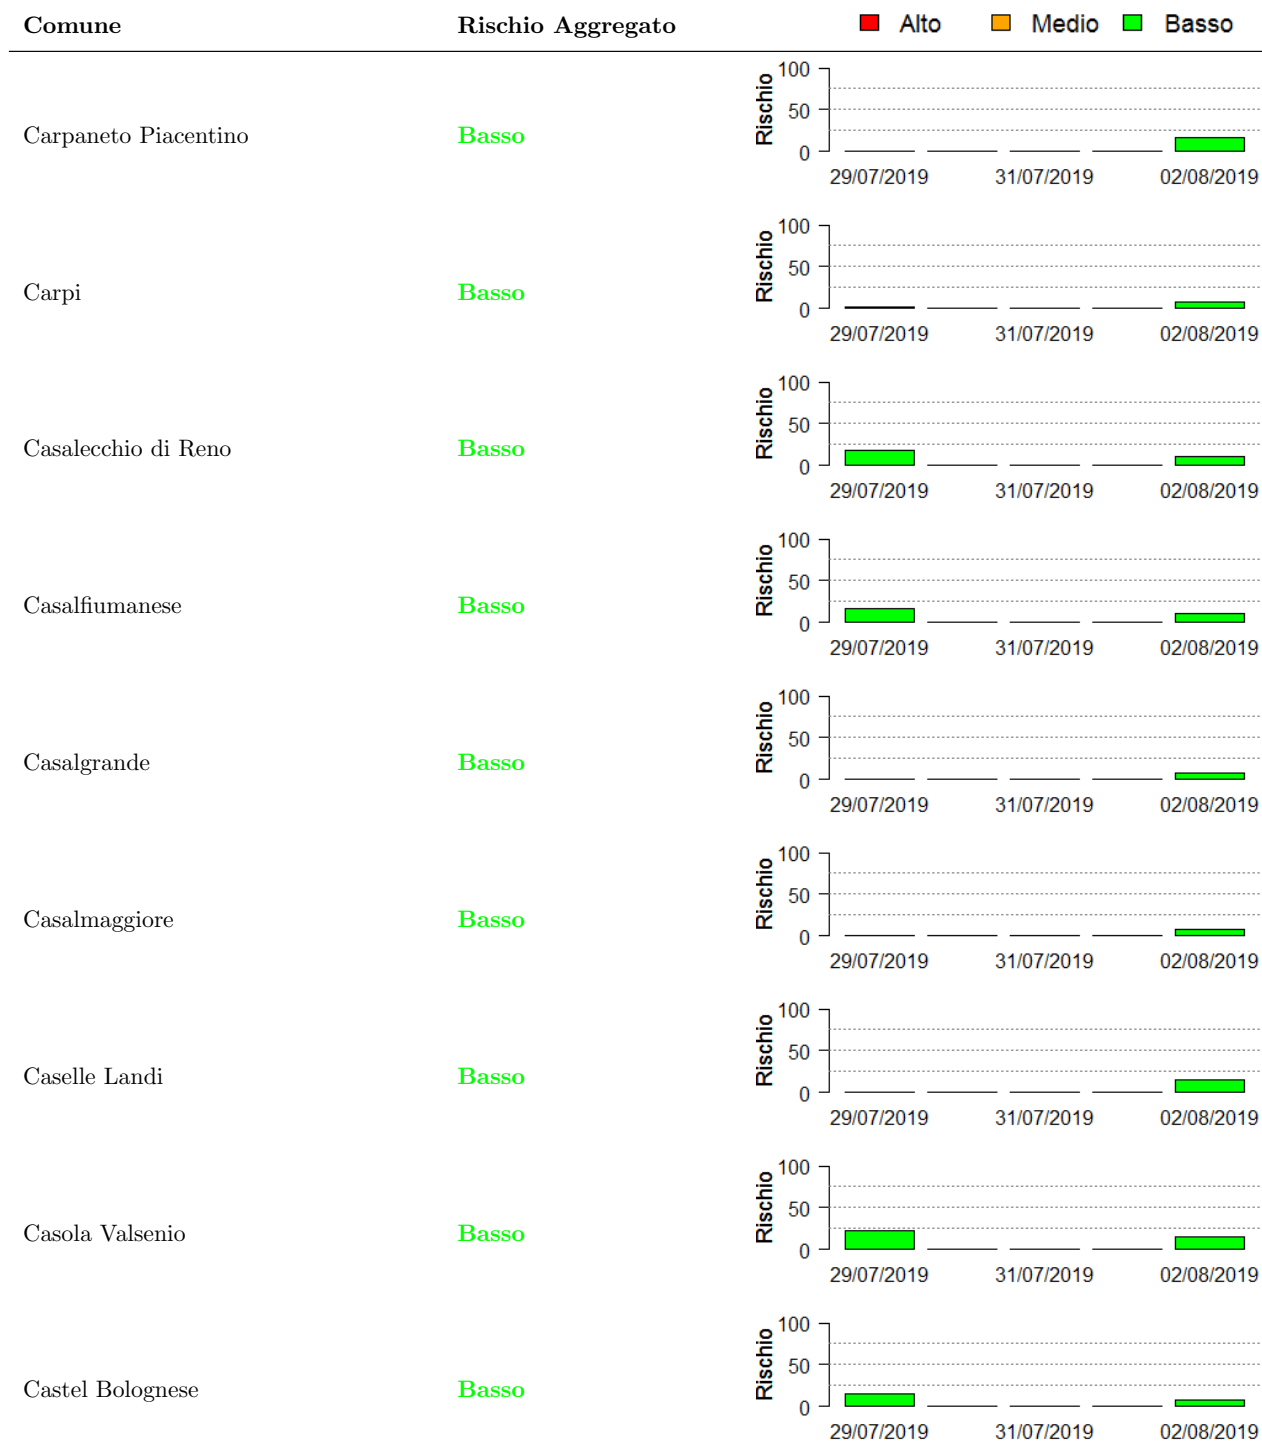 Comune Rischio Aggregato Alto Medio Basso
Carpaneto Piacentino Basso
Rischio
100
50
0
29/07/2019 31/07/2019 02/08/2019
Carpi Basso
Rischio
100
50
0
29/07/2019 31/07/2019 02/08/2019
Casalecchio di Reno Basso
Rischio
100
50
0
29/07/2019 31/07/2019 02/08/2019
Casalfiumanese Basso
Rischio
100
50
0
29/07/2019 31/07/2019 02/08/2019
Casalgrande Basso
Rischio
100
50
0
29/07/2019 31/07/2019 02/08/2019
Casalmaggiore Basso
Rischio
100
50
0
29/07/2019 31/07/2019 02/08/2019
Caselle Landi Basso
Rischio
100
50
0
29/07/2019 31/07/2019 02/08/2019
Casola Valsenio Basso
Rischio
100
50
0
29/07/2019 31/07/2019 02/08/2019
Castel Bolognese Basso
Rischio
100
50
0
29/07/2019 31/07/2019 02/08/2019